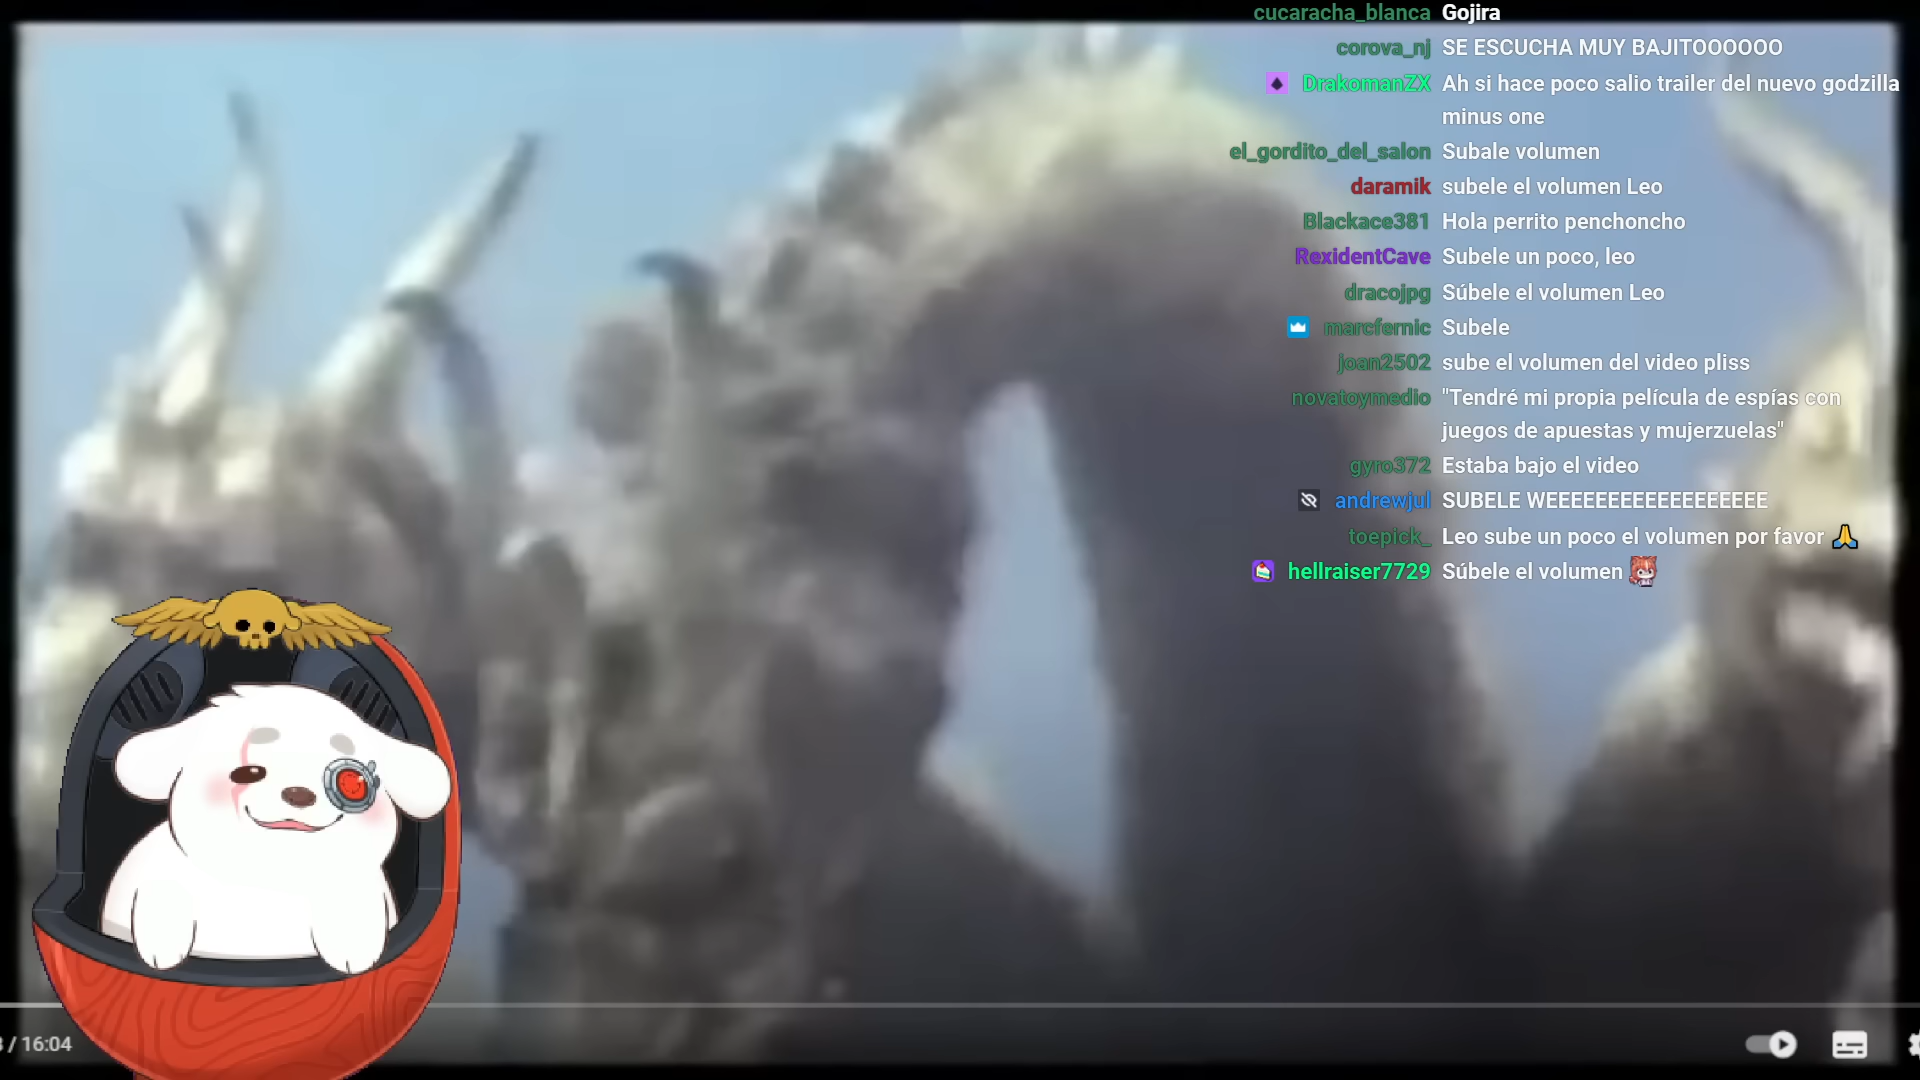 cucaracha_blanca Gojira
corova_nj SE ESCUCHA MUY BAJITOOOOOO
DrakomanZX Ah si hace poco salio trailer del nuevo godzilla
minus one
el_gordito_del_salon Subale volumen
daramik subele el volumen Leo
Blackace381 Hola perrito penchoncho
RexidentCave Subele un poco, leo
dracojpg Súbele el volumen Leo
marcfernic Subele
Joan2502 sube el volumen del video pliss
novatoymedio "Tendré mi propia película de espías con
juegos de apuestas y mujerzuelas"
gyro372 Estaba bajo el video
andrewjul SUBELE WEEEEEEEEEEEEEEEEEE
toepick_ Leo sube un poco el volumen por favor 🙏
hellraiser7729 Súbele el volumen
/ 16:04